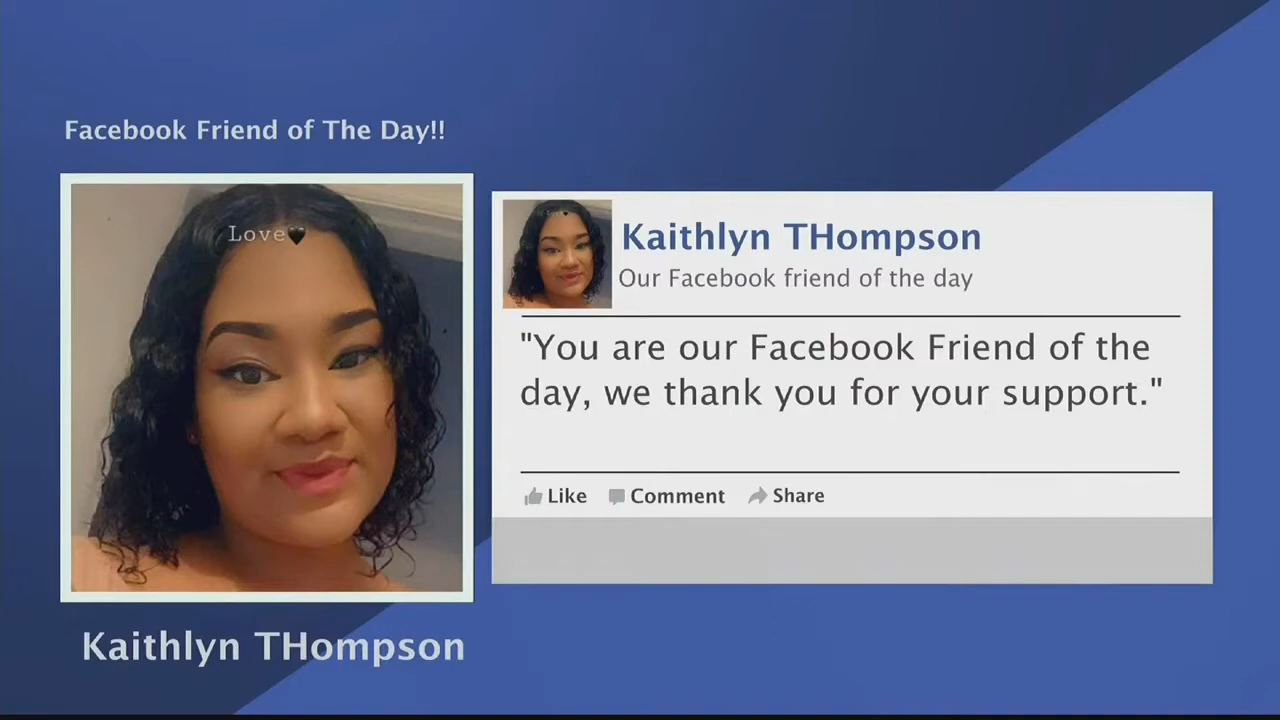 Facebook Friend of The Day!!
Love🖤
Kaithlyn THompson
Our Facebook friend of the day
"You are our Facebook Friend of the
day, we thank you for your support."
Like Comment Share
Kaithlyn THompson